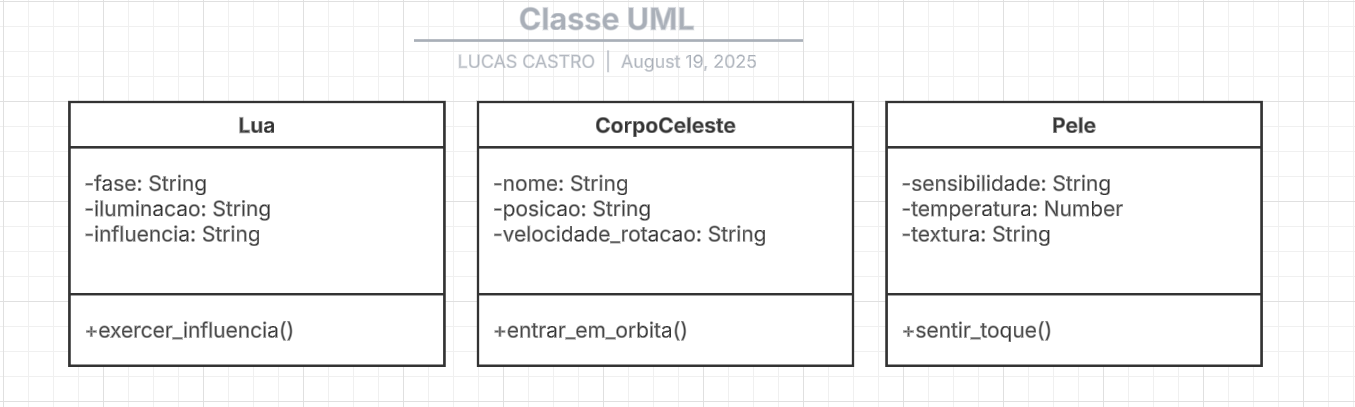 Classe UML
LUCAS CASTRO | August 19, 2025
Lua
-fase: String
-iluminacao: String
-influencia: String
+exercer_influencia()
CorpoCeleste
-nome: String
-posicao: String
-velocidade_rotacao: String
+entrar_em_orbita()
Pele
-sensibilidade: String
-temperatura: Number
-textura: String
+sentir_toque()